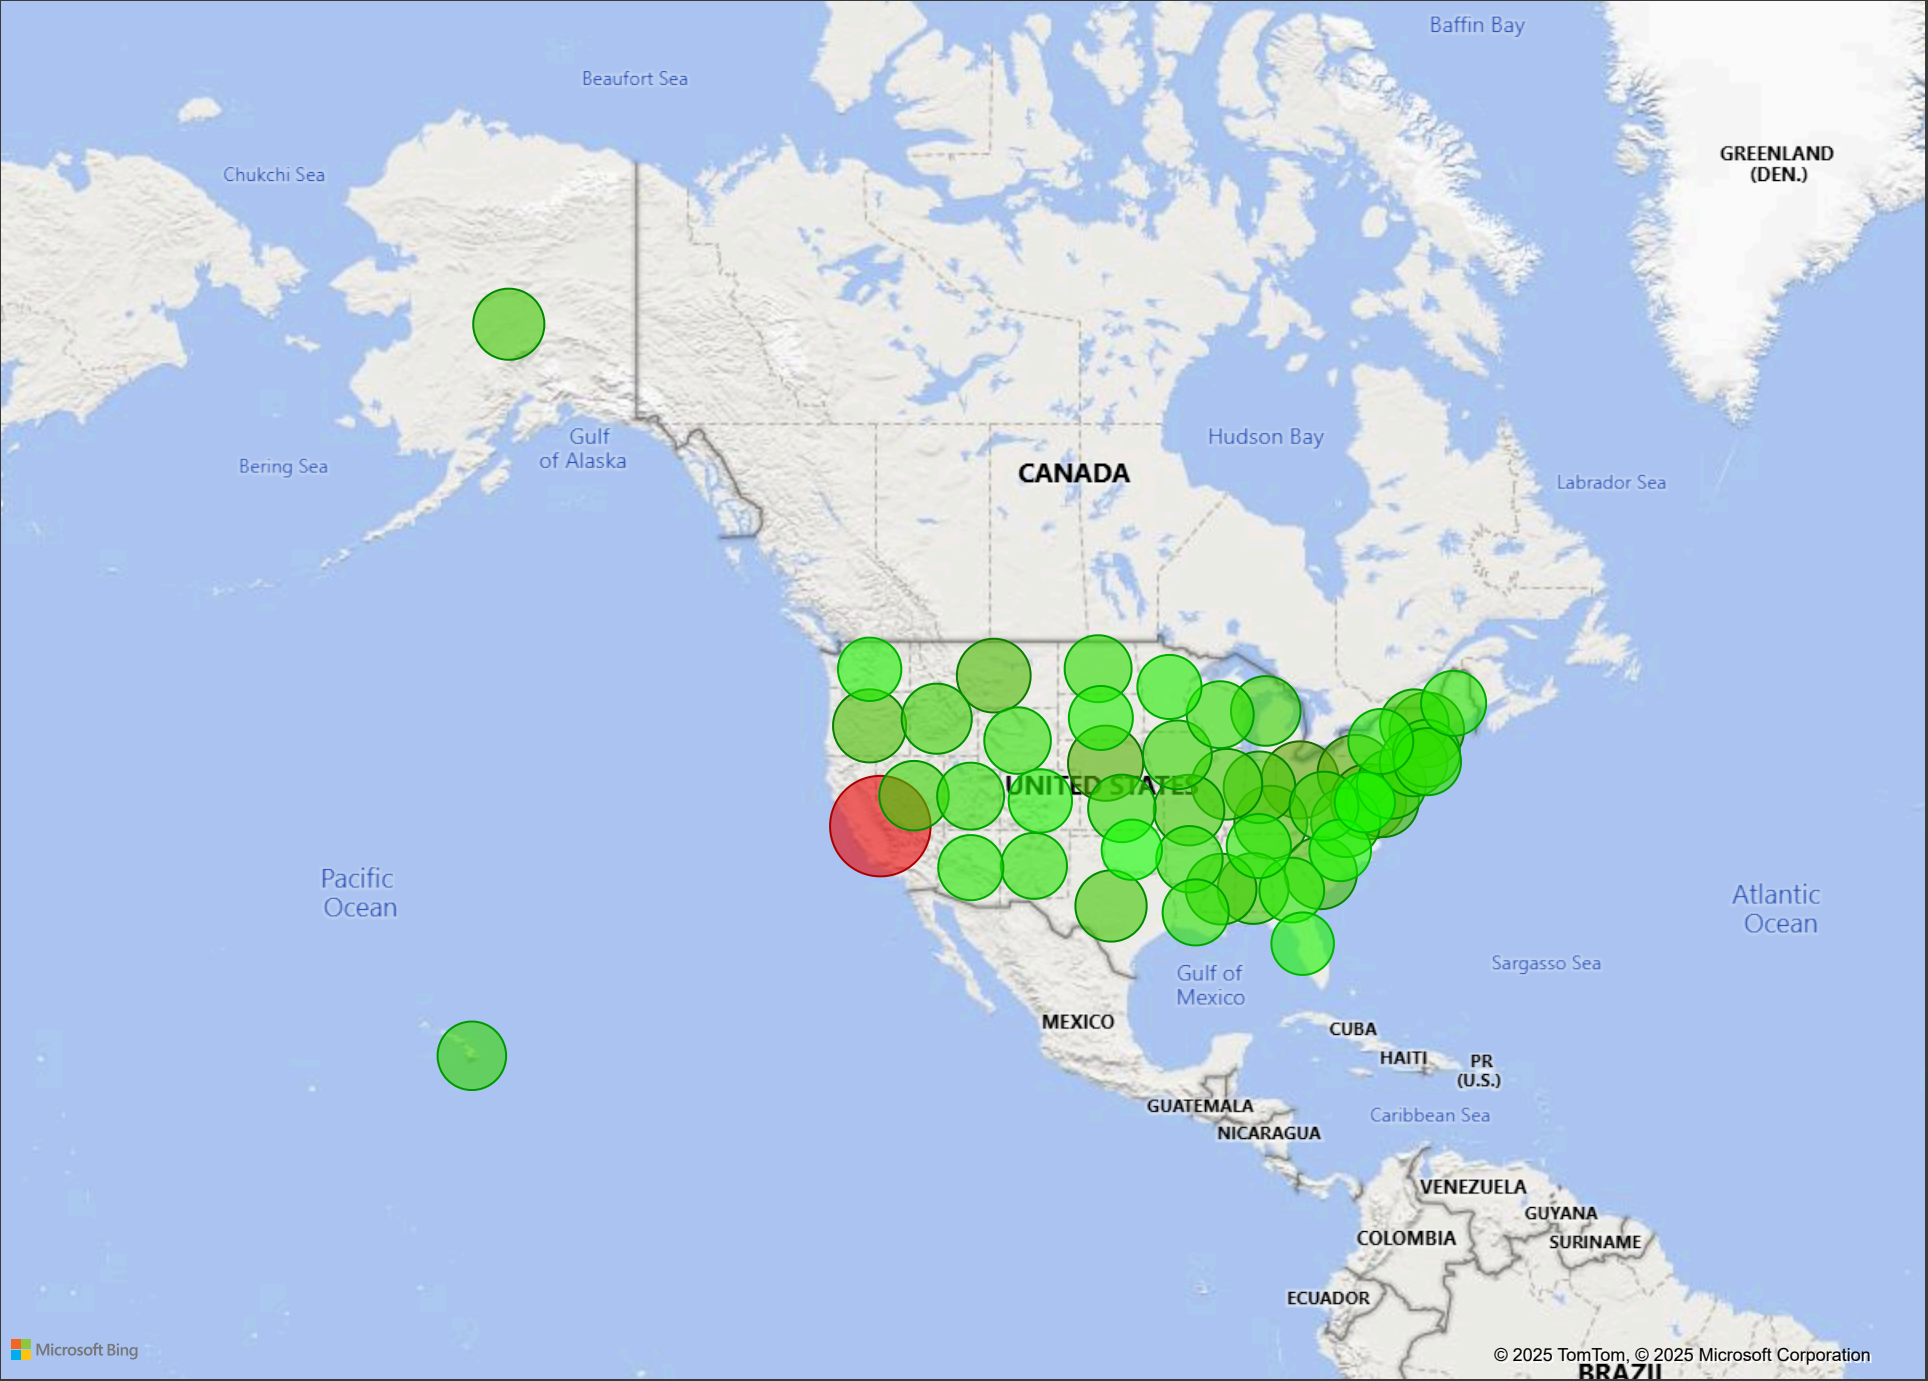 Baffin Bay
Beaufort Sea
GREENLAND
(DEN.)
Chukchi Sea
Gulf
of Alaska
Hudson Bay
Bering Sea
CANADA
Labrador Sea
UNITED STATES
Pacific
Ocean
Atlantic
Ocean
Sargasso Sea
Gulf of
Mexico
MEXICO
CUBA
HAITI
PR
(U.S.)
GUATEMALA
Caribbean Sea
NICARAGUA
VENEZUELA
GUYANA
COLOMBIA
SURINAME
ECUADOR
Microsoft Bing
© 2025 TomTom, © 2025 Microsoft Corporation
BRAZIL